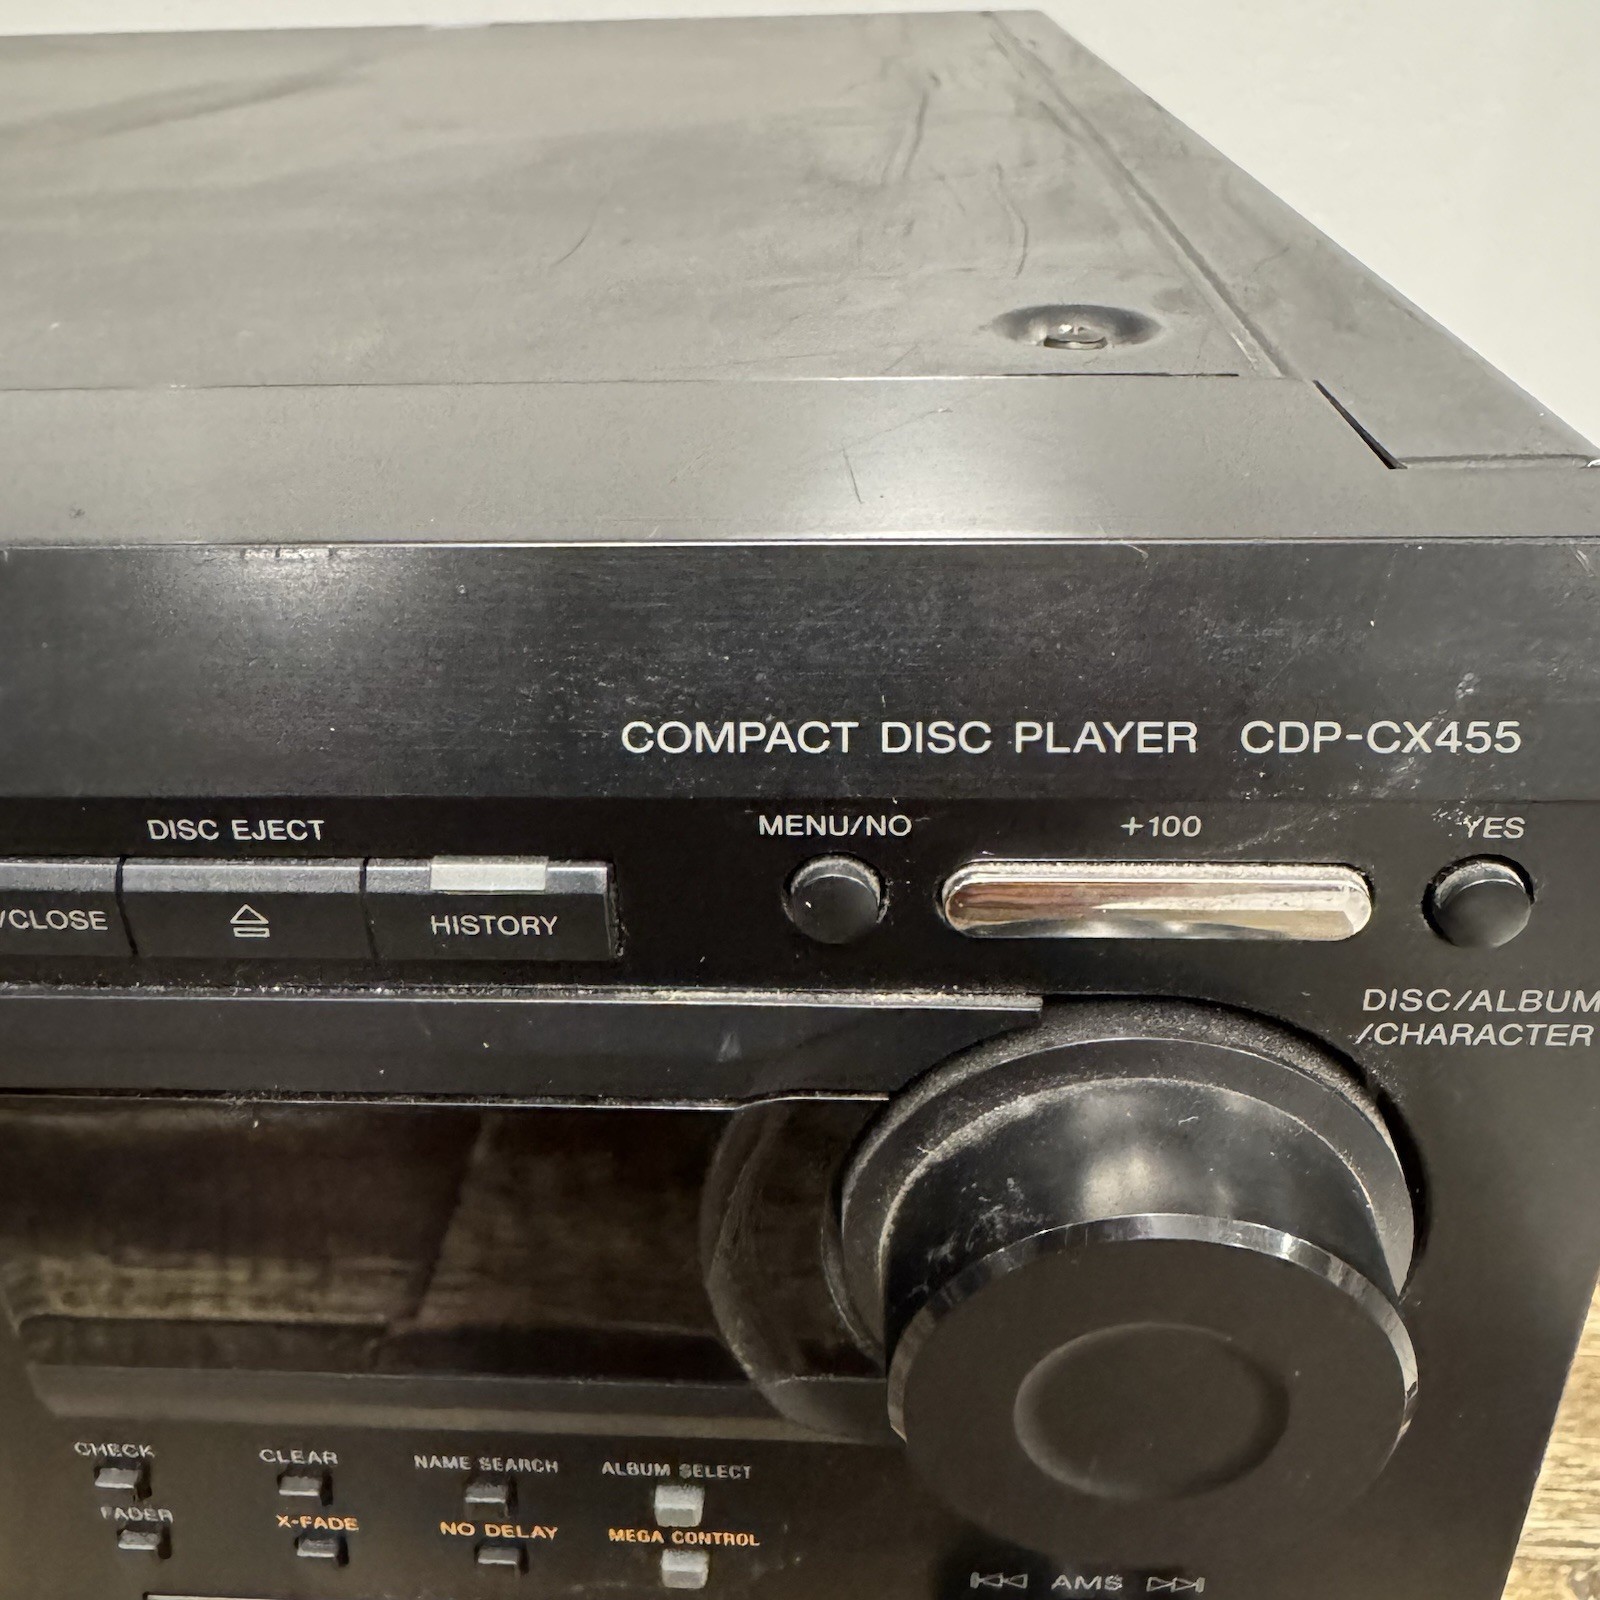 COMPACT DISC PLAYER CDP-CX455
DISC EJECT
MENU/NO
+100
YES
/CLOSE
HISTORY
DISC/ALBUM
/CHARACTER
CHECK
CLEAR
NAME SEARCH
ALBUM SELECT
FADER
X-FADE
NO DELAY
MEGA CONTROL
AMS